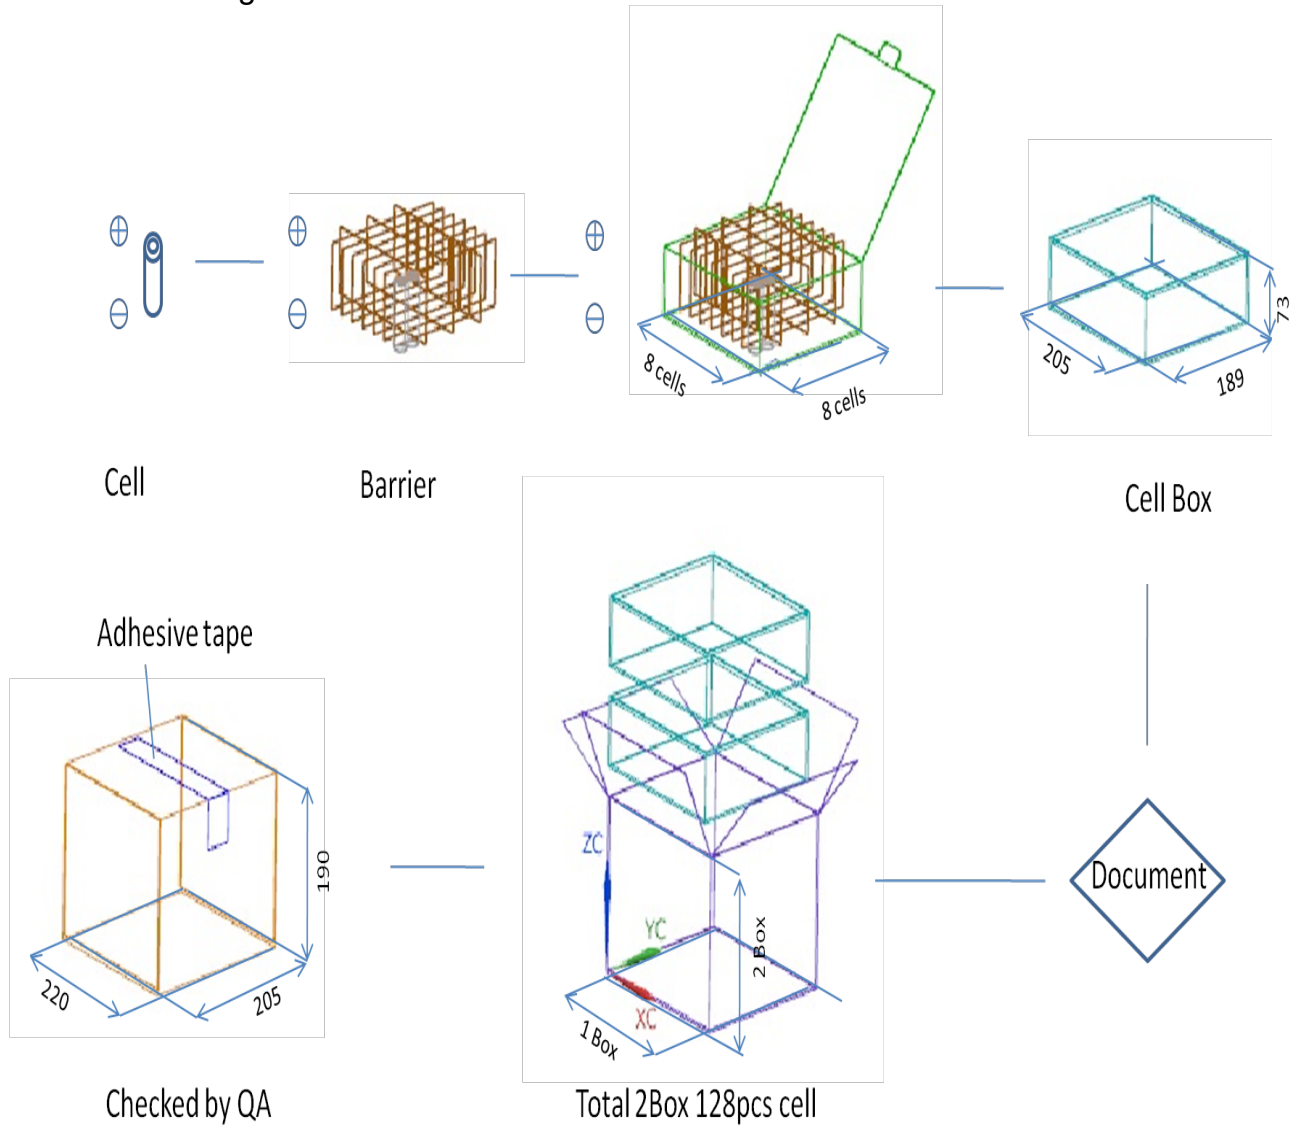 8 cells
8 cells
205
189
73
Cell
Barrier
Cell Box
Adhesive tape
190
220
205
ZC
YC
XC
2 Box
1 Box
Document
Checked by QA
Total 2Box 128pcs cell